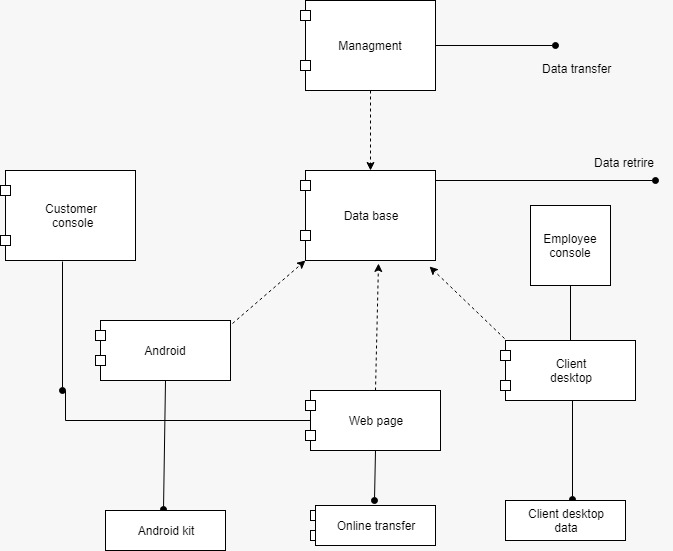 Managment
Data transfer
Data retrire
Customer
console
Data base
Employee
console
Android
Client
desktop
Web page
Android kit
Online transfer
Client desktop
data